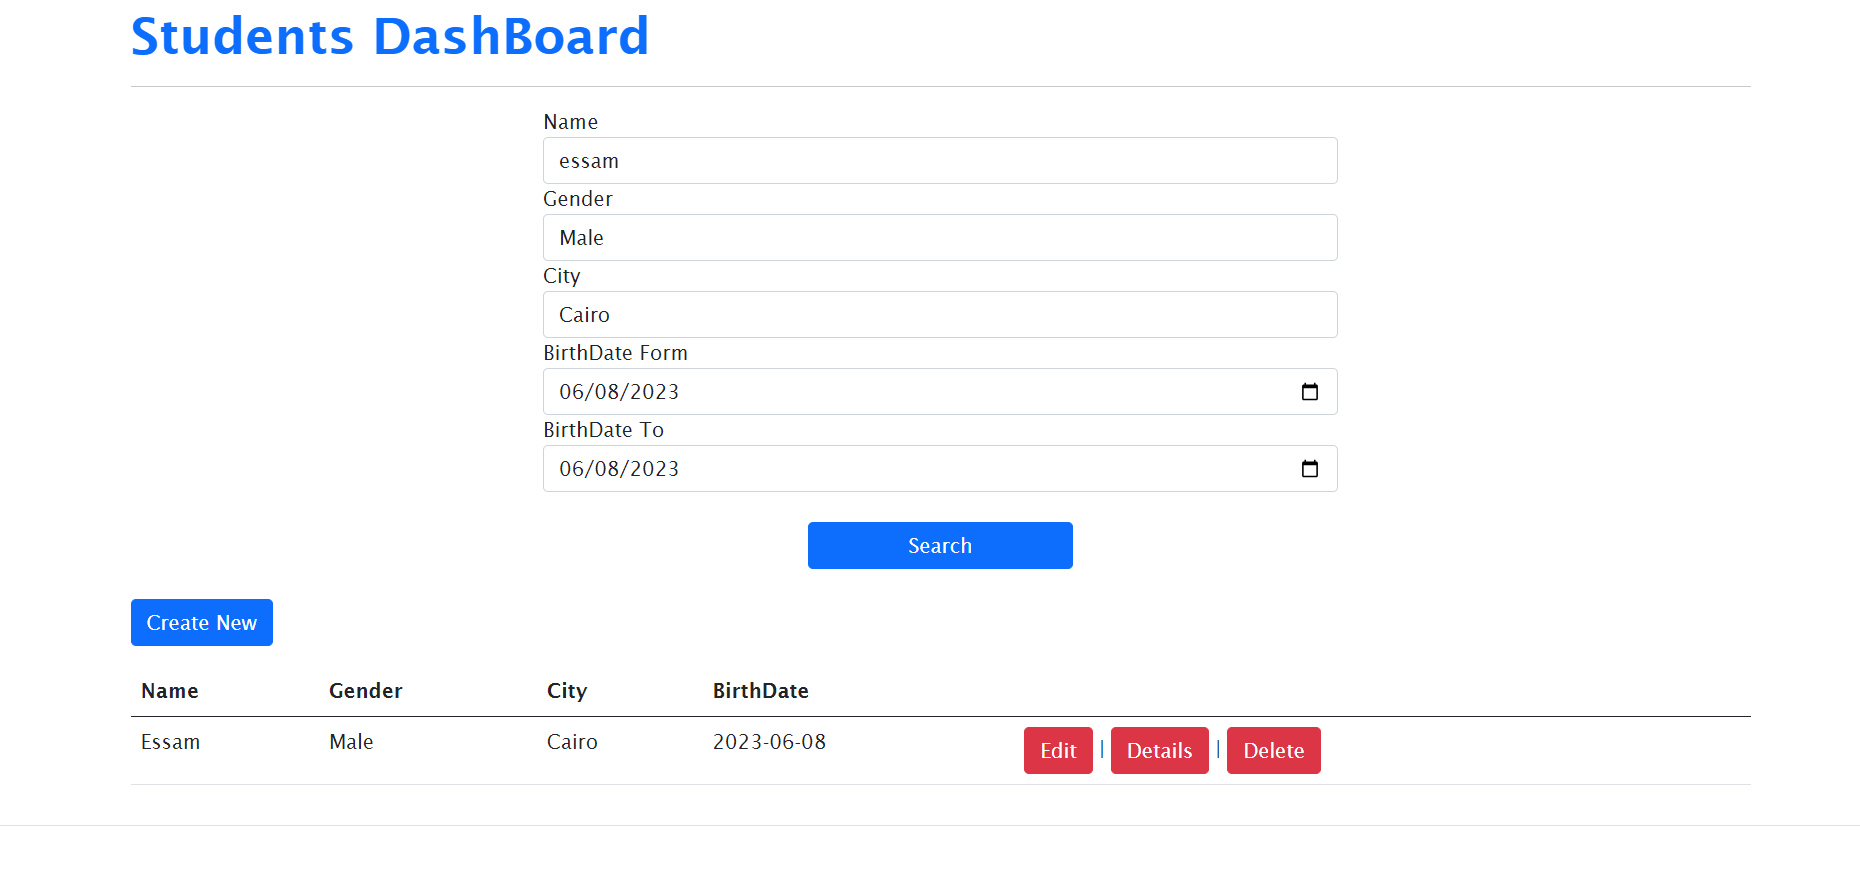 Students DashBoard
Name
essam
Gender
Male
City
Cairo
BirthDate Form
06/08/2023
BirthDate To
06/08/2023
Search
Create New
Name Gender City BirthDate
Essam Male Cairo 2023-06-08 Edit | Details | Delete